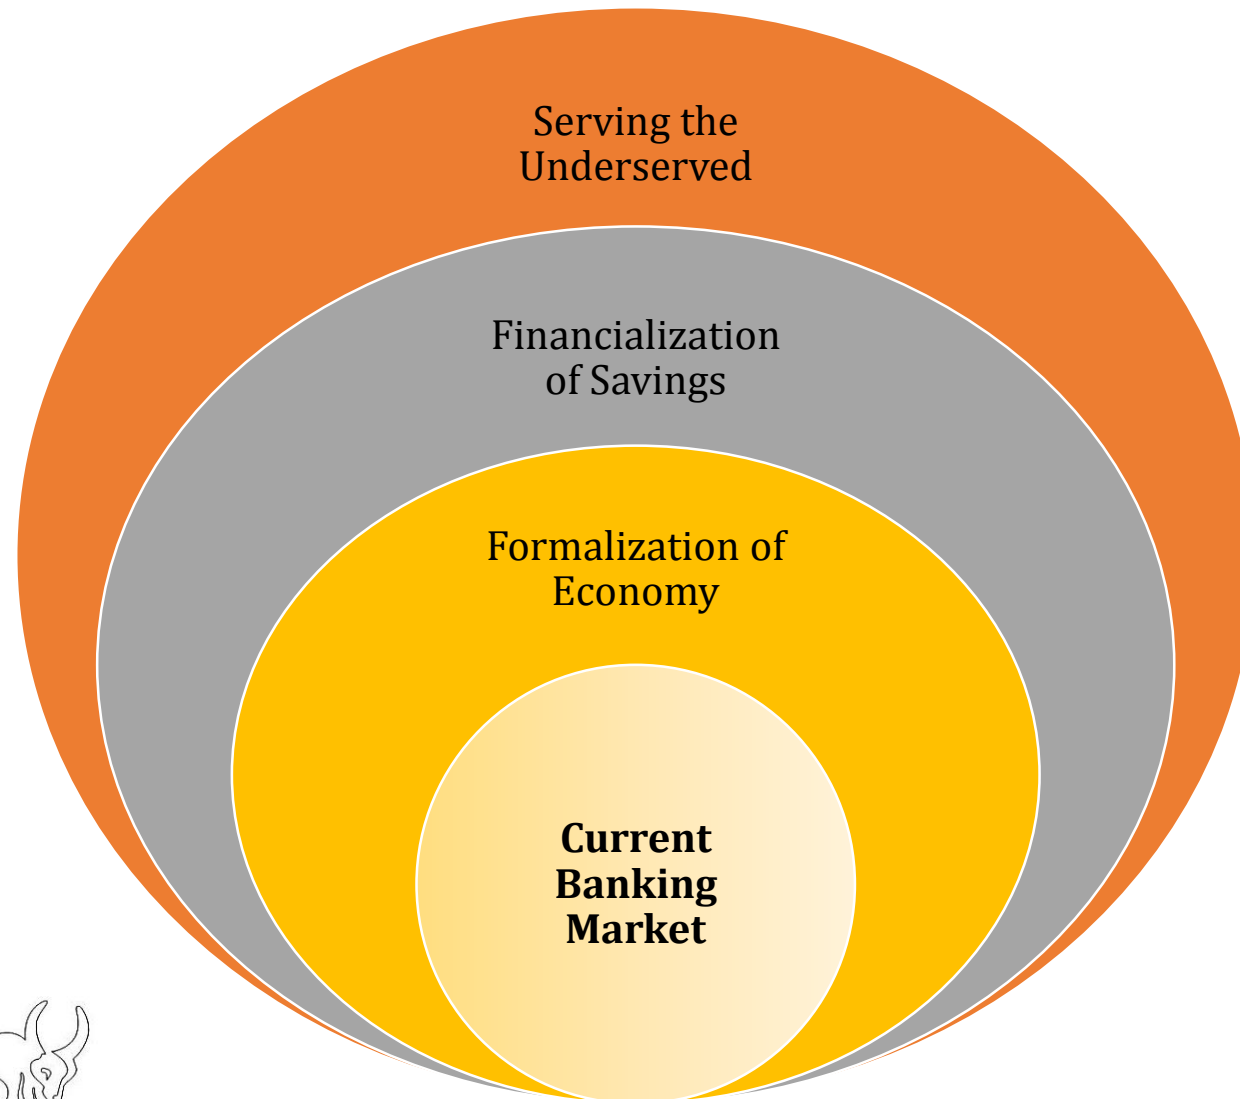 Serving the
Underserved
Financialization
of Savings
Formalization of
Economy
Current
Banking
Market